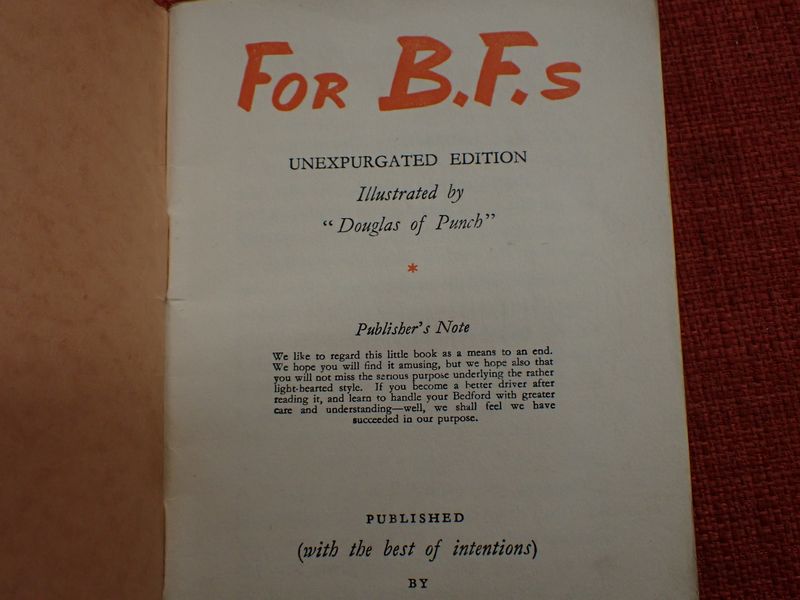 FOR B.F.s
UNEXPURGATED EDITION
Illustrated by
"Douglas of Punch"
*
Publisher's Note
We like to regard this little book as a means to an end.
We hope you will find it amusing, but we hope also that
you will not miss the serious purpose underlying the rather
light-hearted style. If you become a better driver after
reading it, and learn to handle your Bedford with greater
care and understanding—well, we shall feel we have
succeeded in our purpose.
PUBLISHED
(with the best of intentions)
BY